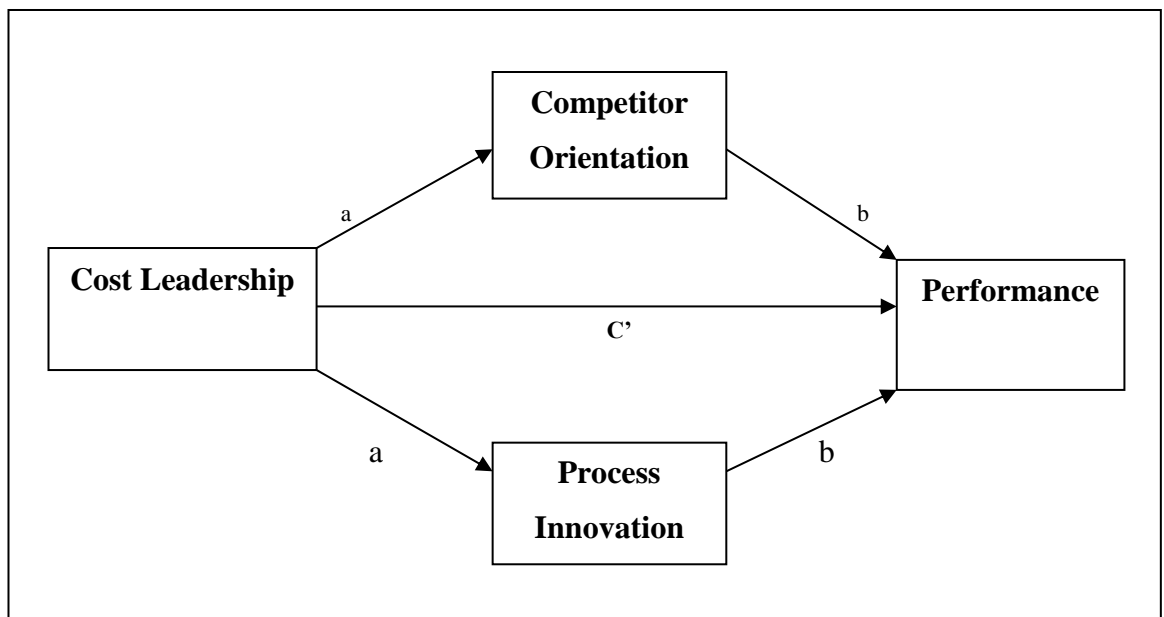 Competitor
Orientation
a
b
Cost Leadership
Performance
C’
a
b
Process
Innovation